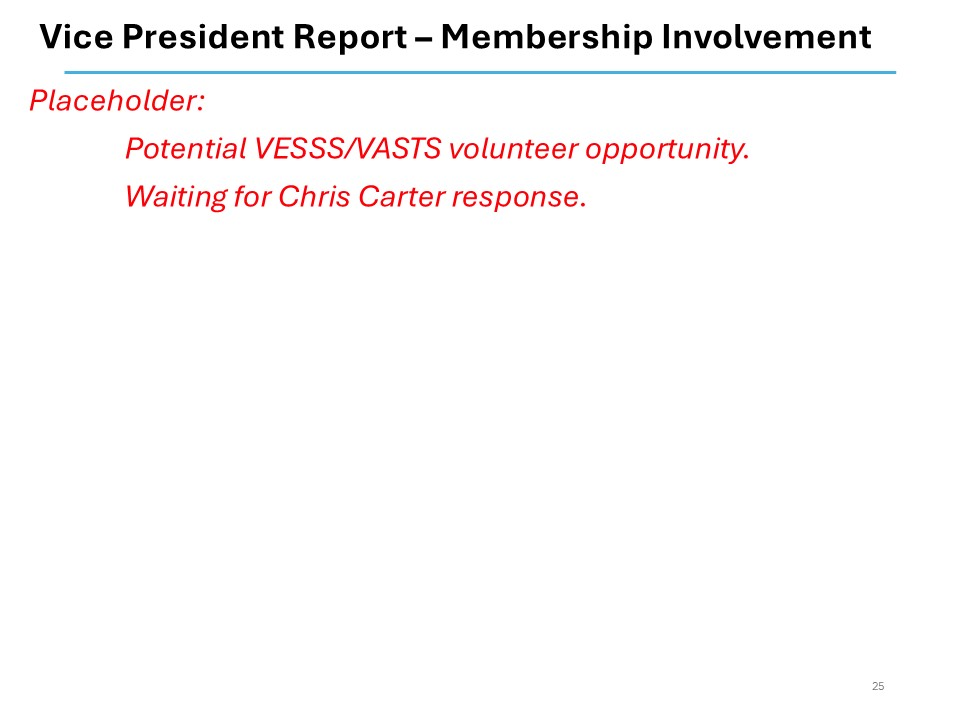 Vice President Report – Membership Involvement
Placeholder:
Potential VESSS/VASTS volunteer opportunity.
Waiting for Chris Carter response.
25